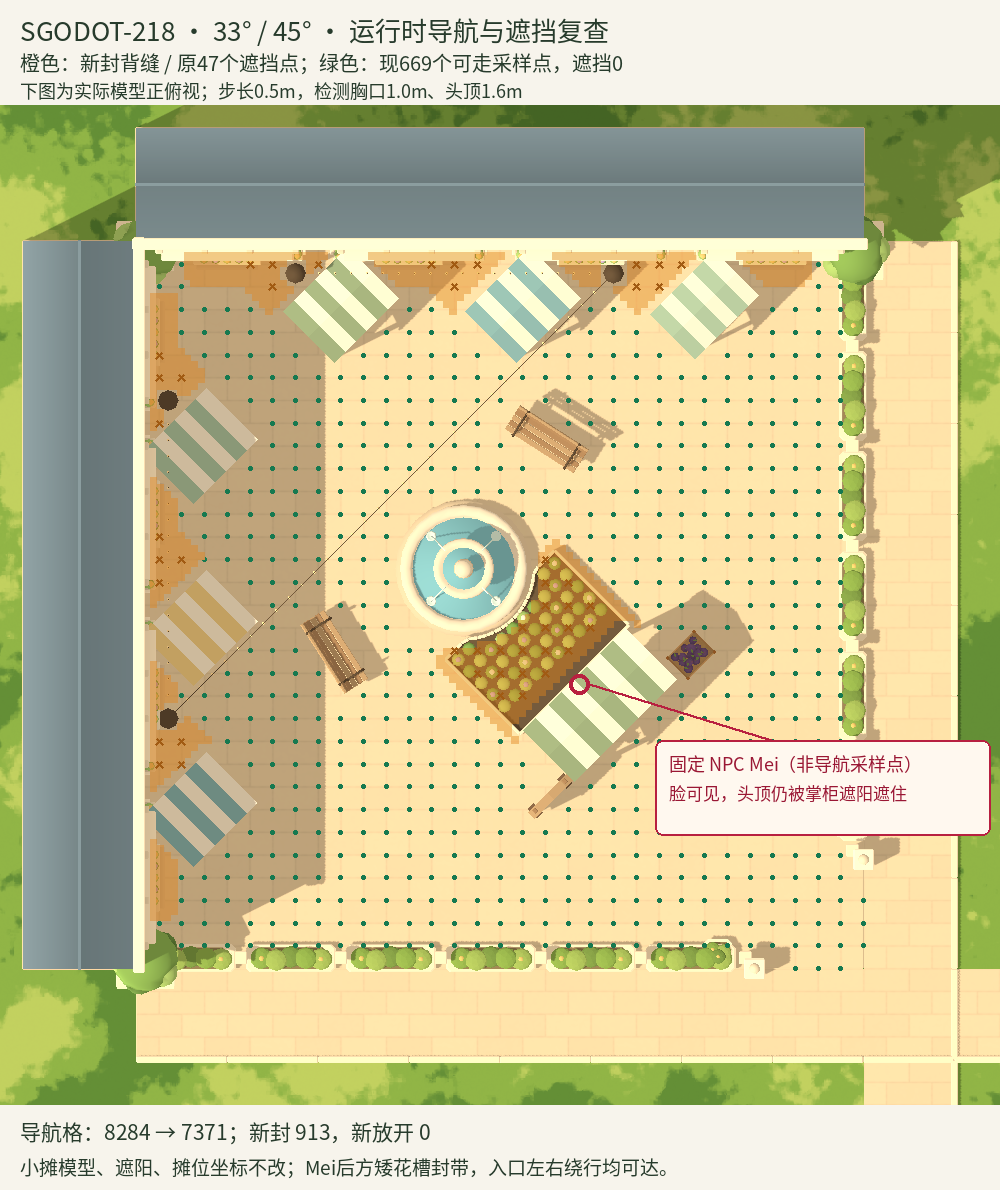 SGODOT-218 · 33° / 45° · 运行时导航与遮挡复查
橙色：新封背缝 / 原47个遮挡点；绿色：现669个可走采样点，遮挡0
下图为实际模型正俯视；步长0.5m，检测胸口1.0m、头顶1.6m
固定 NPC Mei（非导航采样点）
脸可见，头顶仍被掌柜遮阳遮住
导航格：8284 → 7371；新封 913，新放开 0
小摊模型、遮阳、摊位坐标不改；Mei后方矮花槽封带，入口左右绕行均可达。